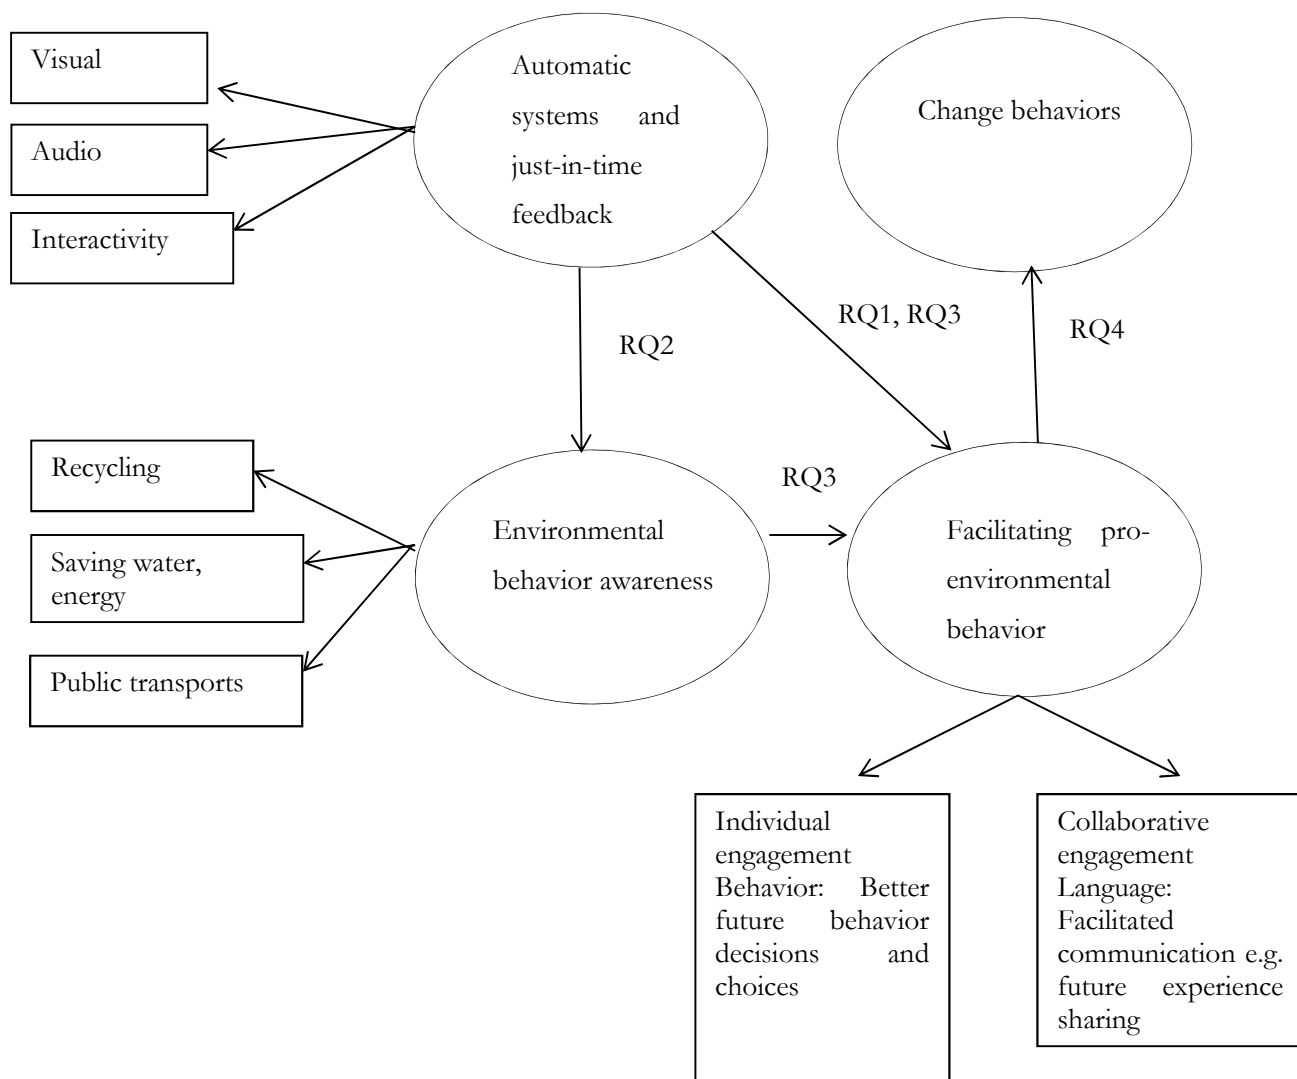 Visual
Audio
Interactivity
Automatic
systems and
just-in-time
feedback
Change behaviors
RQ1, RQ3
RQ4
RQ2
Recycling
Saving water,
energy
Public transports
Environmental
behavior awareness
RQ3
Facilitating pro-
environmental
behavior
Individual
engagement
Behavior: Better
future behavior
decisions and
choices
Collaborative
engagement
Language:
Facilitated
communication e.g.
future experience
sharing